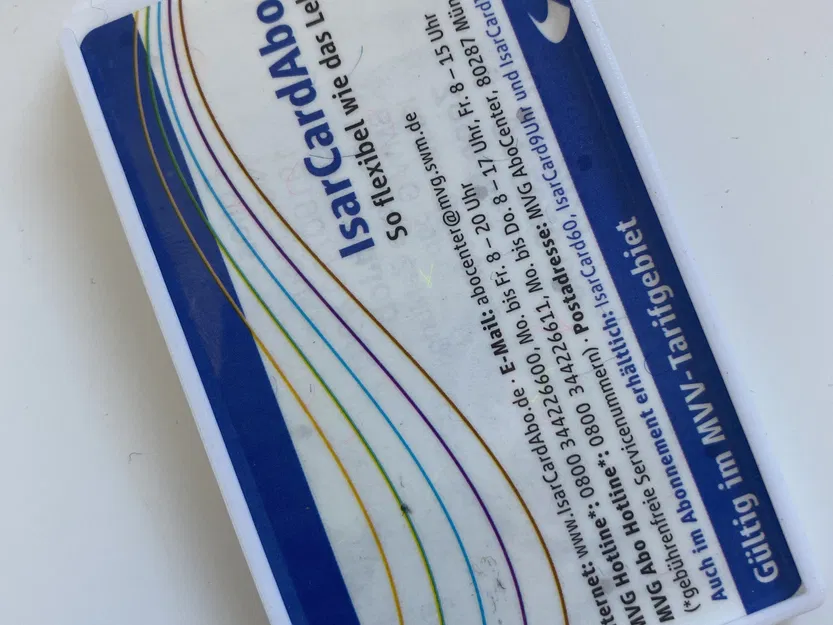 IsarCardAbo
So flexibel wie das
www.IsarCardAbo.de · E-Mail: abocenter@mvg.swm.de
MVG Hotline*: 0800 344226600, Mo. bis Fr. 8 – 20 Uhr
MVG Abo Hotline*: 0800 344226611, Mo. bis Do. 8 – 17 Uhr, Fr. 8 – 15 Uhr
(*gebührenfreie Servicenummern) · Postadresse: MVG AboCenter, 80287
Auch im Abonnement erhältlich: IsarCard60, IsarCard9Uhr und
Gültig im MVV-Tarifgebiet